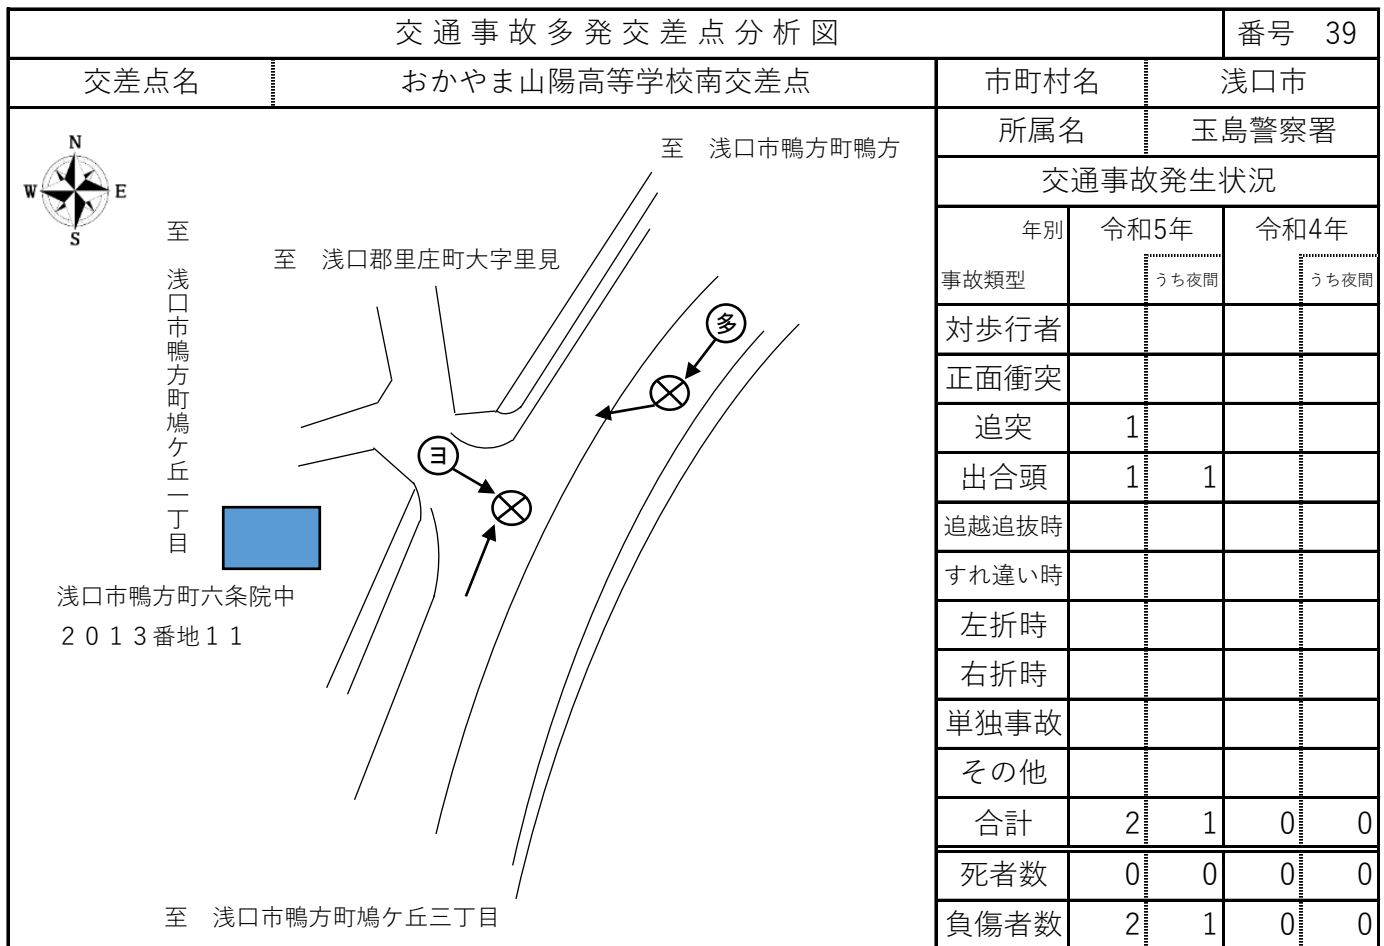 交通事故多発交差点分析図
番号 39
交差点名
おかやま山陽高等学校南交差点
市町村名
浅口市
所属名
玉島警察署
交通事故発生状況
N
W
E
S
至 浅口市鴨方町鴨方
至 浅口郡里庄町大字里見
至 浅口市鴨方町鳩ケ丘一丁目
多
ヨ
浅口市鴨方町六条院中
２０１３番地１１
至 浅口市鴨方町鳩ケ丘三丁目
年別 令和5年 令和4年
事故類型 うち夜間 うち夜間
対歩行者
正面衝突
追突 1
出合頭 1 1
追越追抜時
すれ違い時
左折時
右折時
単独事故
その他
合計 2 1 0 0
死者数 0 0 0 0
負傷者数 2 1 0 0